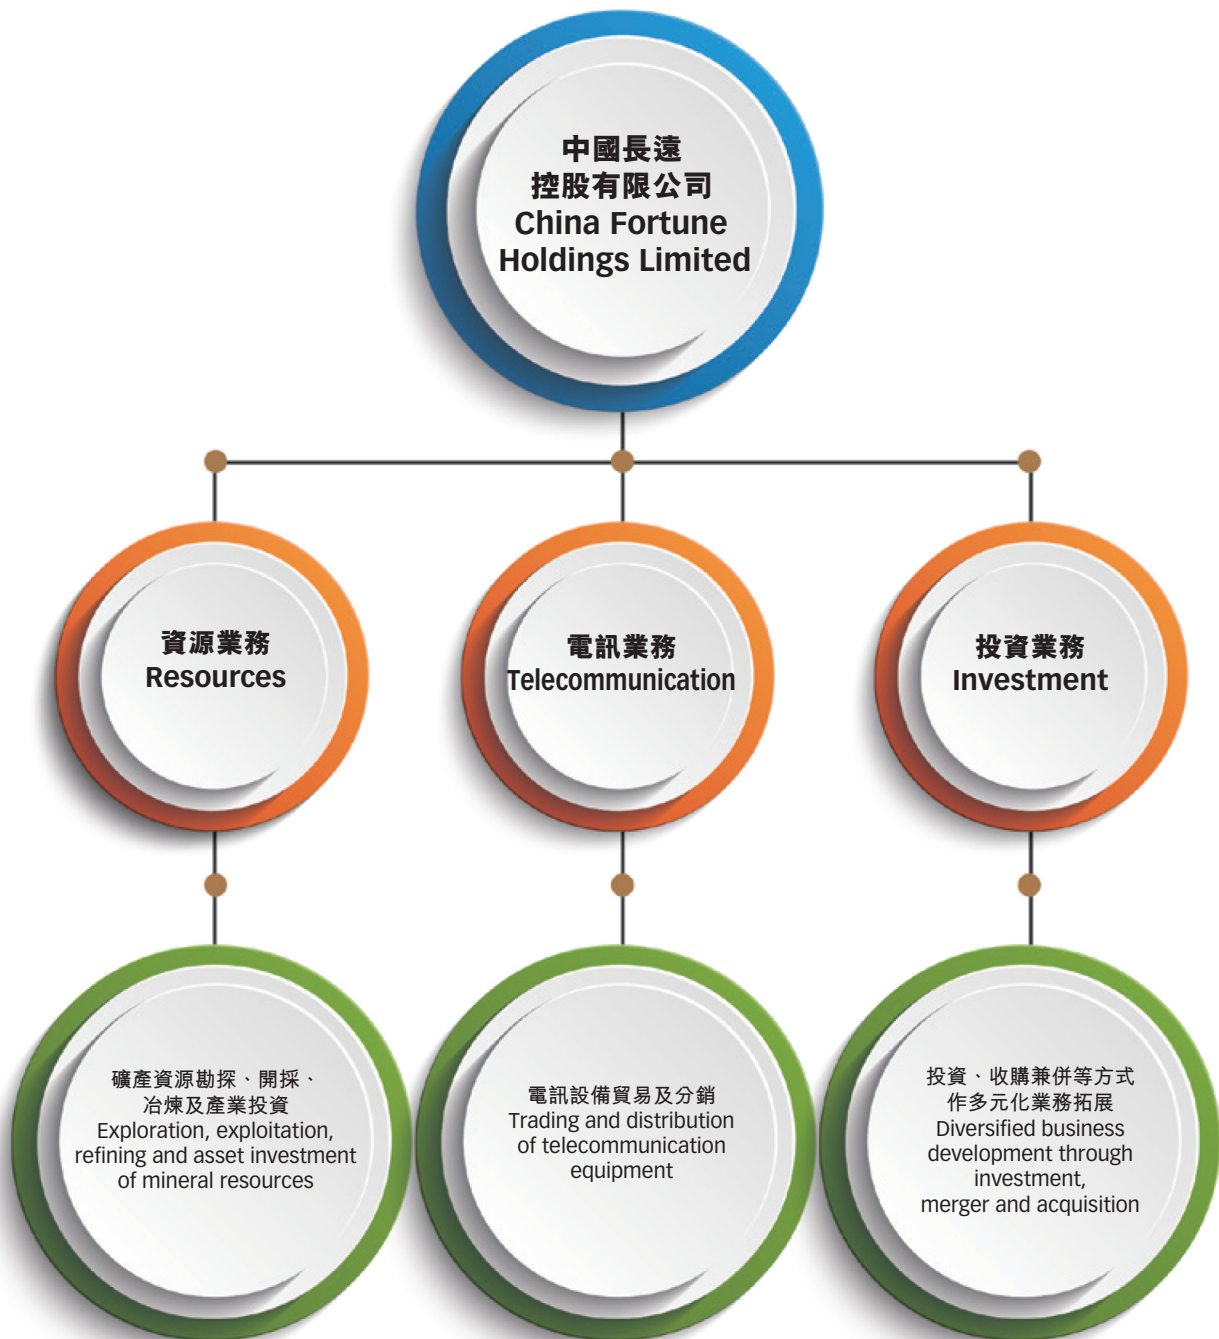 中國長遠
控股有限公司
China Fortune
Holdings Limited
資源業務
Resources
電訊業務
Telecommunication
投資業務
Investment
礦產資源勘探、開採、
冶煉及產業投資
Exploration, exploitation,
refining and asset investment
of mineral resources
電訊設備貿易及分銷
Trading and distribution
of telecommunication
equipment
投資、收購兼併等方式
作多元化業務拓展
Diversified business
development through
investment,
merger and acquisition